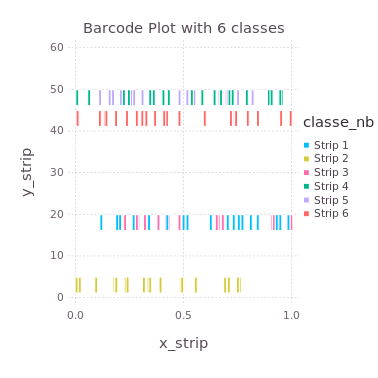 Barcode Plot with 6 classes
60
50
40
30
20
10
0
y_strip
0.0
0.5
1.0
x_strip
classe_nb
Strip 1
Strip 2
Strip 3
Strip 4
Strip 5
Strip 6